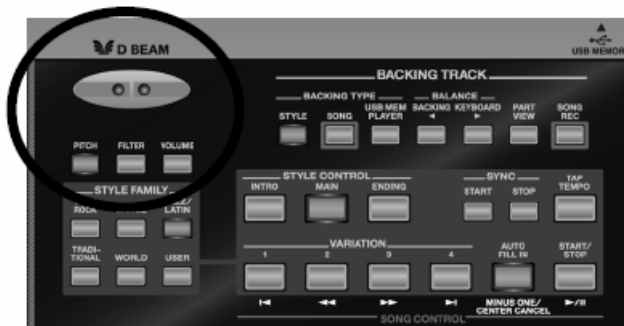 D BEAM
USB MEMOR
BACKING TRACK
BACKING TYPE
BALANCE
STYLE
SONG
USB MEM
PLAYER
BACKING
KEYBOARD
PART
VIEW
SONG
REC
PITCH
FILTER
VOLUME
STYLE FAMILY
ROCK
LATIN
TRADI-
TIONAL
WORLD
USER
STYLE CONTROL
INTRO
MAIN
ENDING
SYNC
START
STOP
TAP
TEMPO
VARIATION
1
2
3
4
AUTO
FILL IN
START/
STOP
MINUS ONE/
CENTER CANCEL
SONG CONTROL